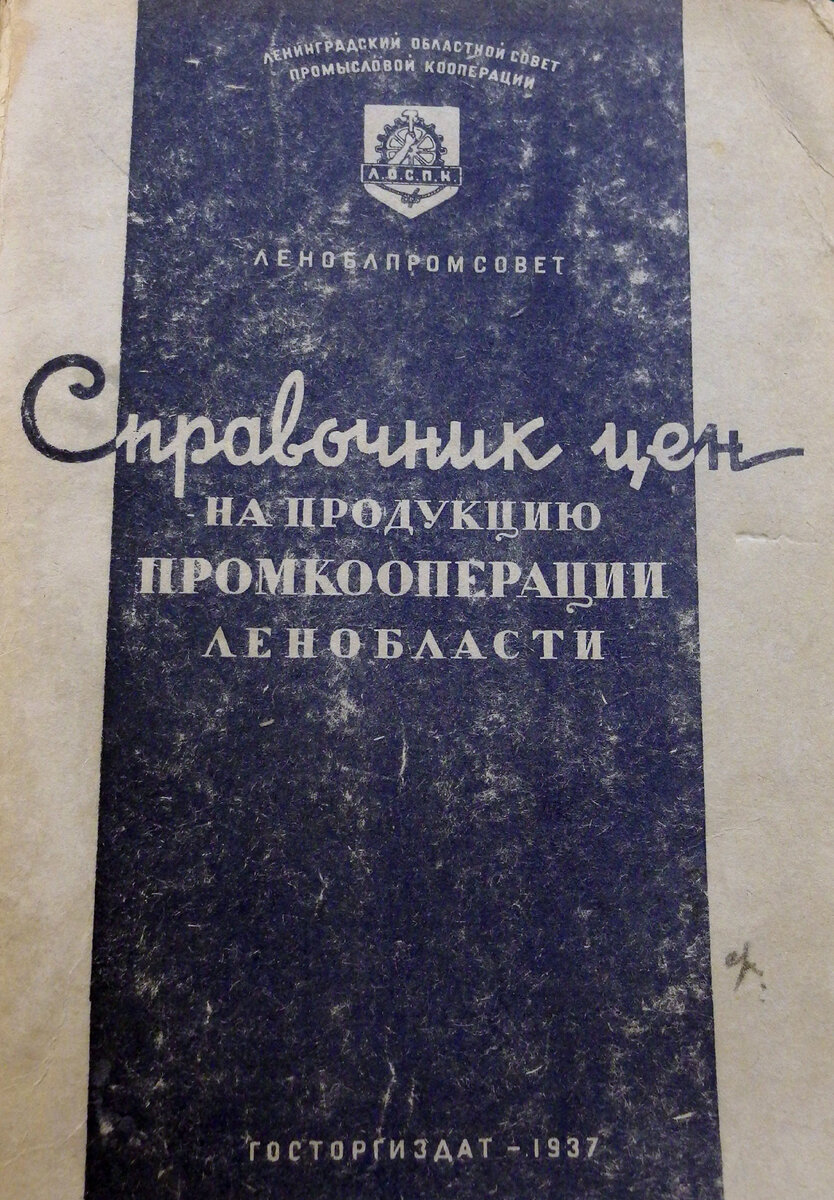 ЛЕНИНГРАДСКИЙ ОБЛАСТНОЙ СОВЕТ
ПРОМЫСЛОВОЙ КООПЕРАЦИИ
Л.О.С.П.К.
ЛЕНОБЛПРОМСОВЕТ
Справочник цен
НА ПРОДУКЦИЮ
ПРОМКООПЕРАЦИИ
ЛЕНОБЛАСТИ
ГОСТОРГИЗДАТ – 1937